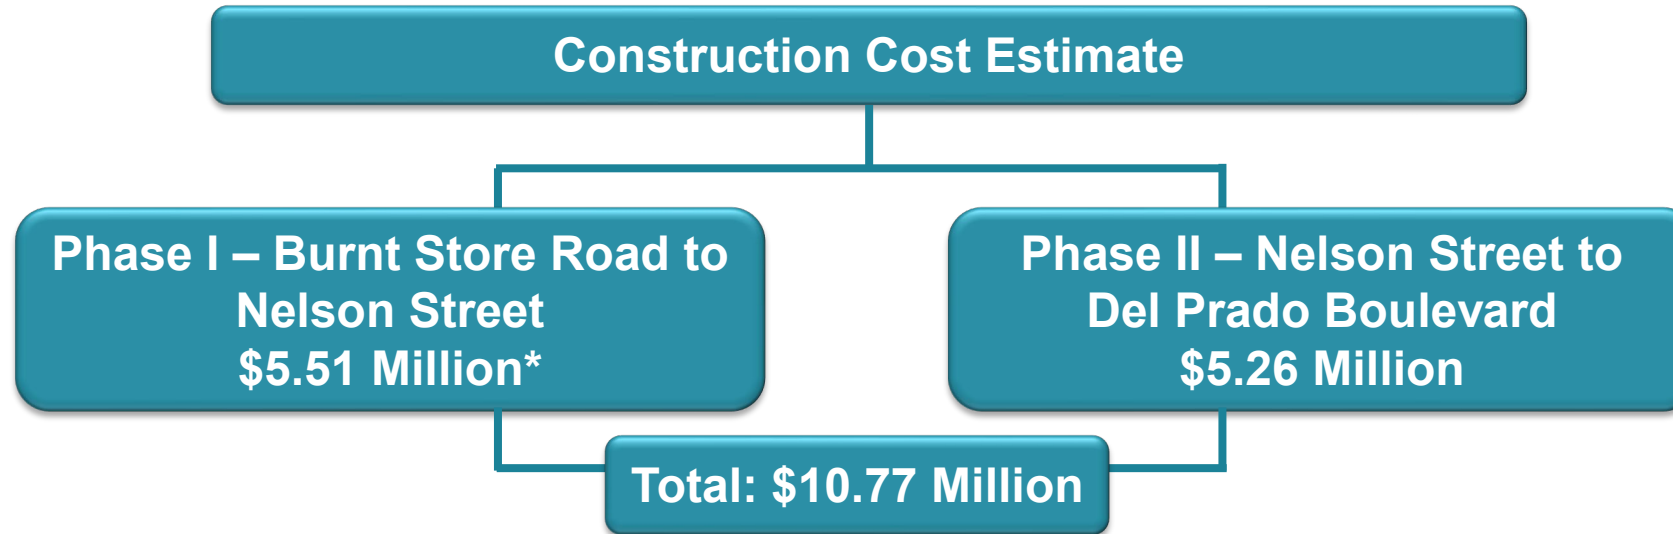 Construction Cost Estimate
Phase I – Burnt Store Road to
Nelson Street
$5.51 Million*
Phase II – Nelson Street to
Del Prado Boulevard
$5.26 Million
Total: $10.77 Million